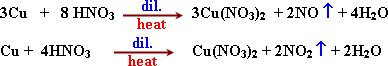 3Cu + 8 HNO₃ dil. heat 3Cu(NO₃)₂ + 2NO ↑ + 4H₂O
Cu + 4HNO₃ dil. heat Cu(NO₃)₂ + 2NO₂ ↑ + 2H₂O